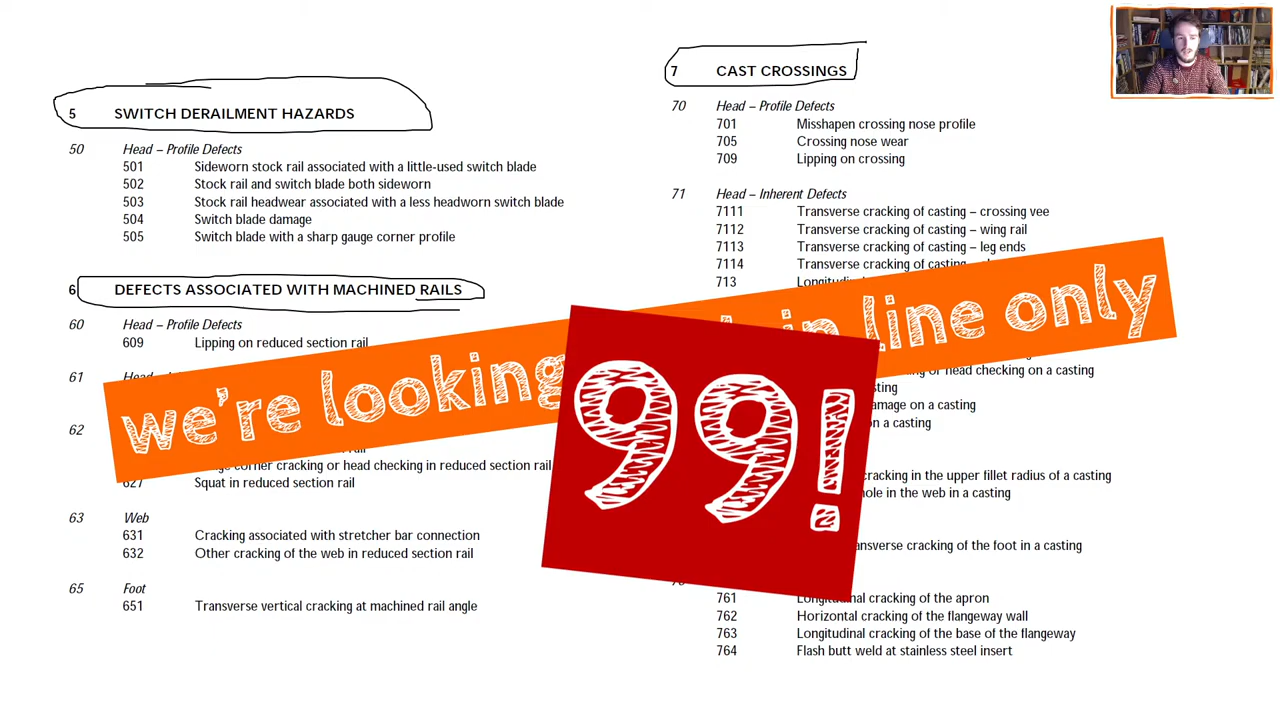 5 SWITCH DERAILMENT HAZARDS
50 Head – Profile Defects
501 Sideworn stock rail associated with a little-used switch blade
502 Stock rail and switch blade both sideworn
503 Stock rail headwear associated with a less headworn switch blade
504 Switch blade damage
505 Switch blade with a sharp gauge corner profile
6 DEFECTS ASSOCIATED WITH MACHINED RAILS
60 Head – Profile Defects
609 Lipping on reduced section rail
61
62
corner cracking or head checking in reduced section rail
627 Squat in reduced section rail
63 Web
631 Cracking associated with stretcher bar connection
632 Other cracking of the web in reduced section rail
65 Foot
651 Transverse vertical cracking at machined rail angle
7 CAST CROSSINGS
70 Head – Profile Defects
701 Misshapen crossing nose profile
705 Crossing nose wear
709 Lipping on crossing
71 Head – Inherent Defects
7111 Transverse cracking of casting – crossing vee
7112 Transverse cracking of casting – wing rail
7113 Transverse cracking of casting – leg ends
7114 Transverse cracking of casting –
713
or head checking on a casting
on a casting
on a casting
cracking in the upper fillet radius of a casting
in the web in a casting
cracking of the foot in a casting
761 Longitudinal cracking of the apron
762 Horizontal cracking of the flangeway wall
763 Longitudinal cracking of the base of the flangeway
764 Flash butt weld at stainless steel insert
we're looking line only
99!